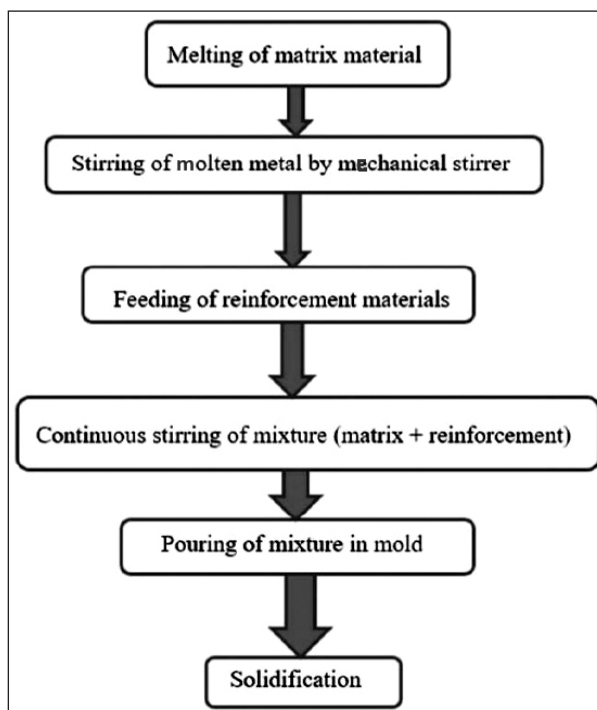 Melting of matrix material
Stirring of molten metal by mechanical stirrer
Feeding of reinforcement materials
Continuous stirring of mixture (matrix + reinforcement)
Pouring of mixture in mold
Solidification